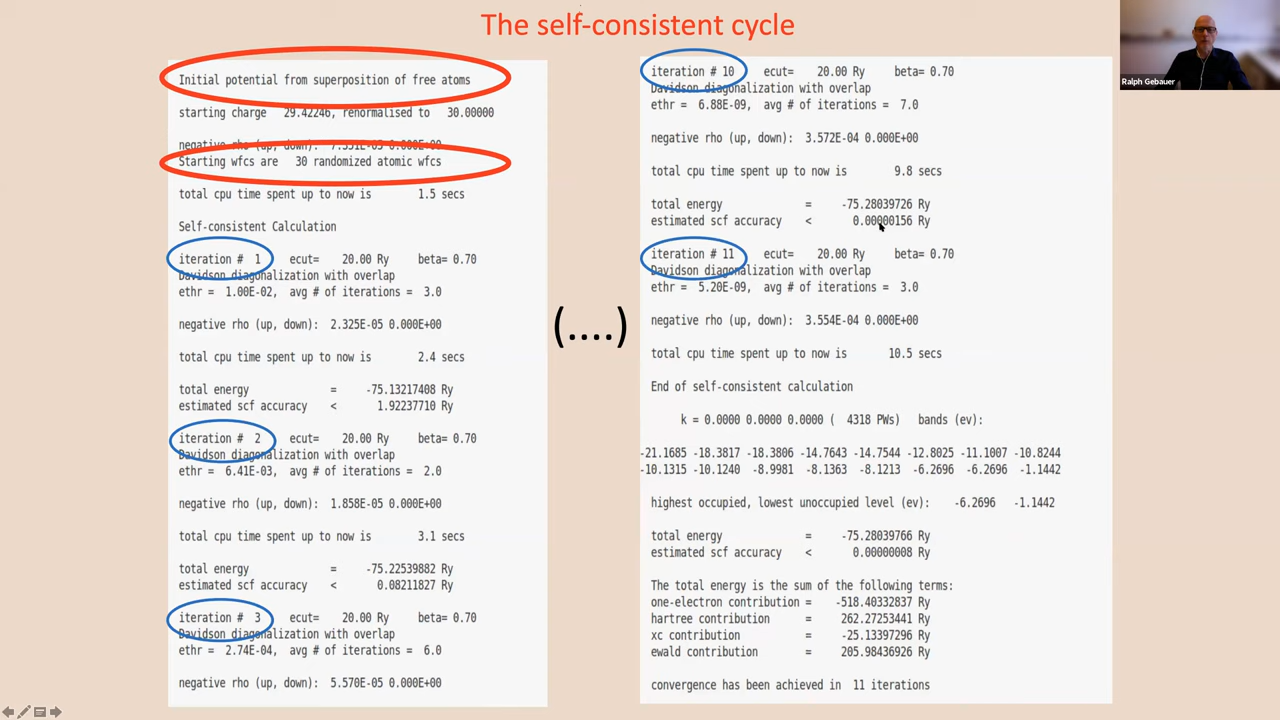 The self-consistent cycle
Ralph Gebauer
Initial potential from superposition of free atoms
starting charge 29.42246, renormalised to 30.00000
negative rho (up, down): 7.551E-05 0.000E+00
Starting wfcs are 30 randomized atomic wfcs
total cpu time spent up to now is 1.5 secs
Self-consistent Calculation
iteration # 1 ecut= 20.00 Ry beta= 0.70
Davidson diagonalization with overlap
ethr = 1.00E-02, avg # of iterations = 3.0
negative rho (up, down): 2.325E-05 0.000E+00
total cpu time spent up to now is 2.4 secs
total energy = -75.13217408 Ry
estimated scf accuracy < 1.92237710 Ry
iteration # 2 ecut= 20.00 Ry beta= 0.70
Davidson diagonalization with overlap
ethr = 6.41E-03, avg # of iterations = 2.0
negative rho (up, down): 1.858E-05 0.000E+00
total cpu time spent up to now is 3.1 secs
total energy = -75.22539882 Ry
estimated scf accuracy < 0.08211827 Ry
iteration # 3 ecut= 20.00 Ry beta= 0.70
Davidson diagonalization with overlap
ethr = 2.74E-04, avg # of iterations = 6.0
negative rho (up, down): 5.570E-05 0.000E+00
(....)
iteration # 10 ecut= 20.00 Ry beta= 0.70
Davidson diagonalization with overlap
ethr = 6.88E-09, avg # of iterations = 7.0
negative rho (up, down): 3.572E-04 0.000E+00
total cpu time spent up to now is 9.8 secs
total energy = -75.28039726 Ry
estimated scf accuracy < 0.00000156 Ry
iteration # 11 ecut= 20.00 Ry beta= 0.70
Davidson diagonalization with overlap
ethr = 5.20E-09, avg # of iterations = 3.0
negative rho (up, down): 3.554E-04 0.000E+00
total cpu time spent up to now is 10.5 secs
End of self-consistent calculation
k = 0.0000 0.0000 0.0000 ( 4318 PWs) bands (ev):
-21.1685 -18.3817 -18.3806 -14.7643 -14.7544 -12.8025 -11.1007 -10.8244
-10.1315 -10.1240 -8.9981 -8.1363 -8.1213 -6.2696 -6.2696 -1.1442
highest occupied, lowest unoccupied level (ev): -6.2696 -1.1442
total energy = -75.28039766 Ry
estimated scf accuracy < 0.00000008 Ry
The total energy is the sum of the following terms:
one-electron contribution = -518.40332837 Ry
hartree contribution = 262.27253441 Ry
xc contribution = -25.13397296 Ry
ewald contribution = 205.98436926 Ry
convergence has been achieved in 11 iterations